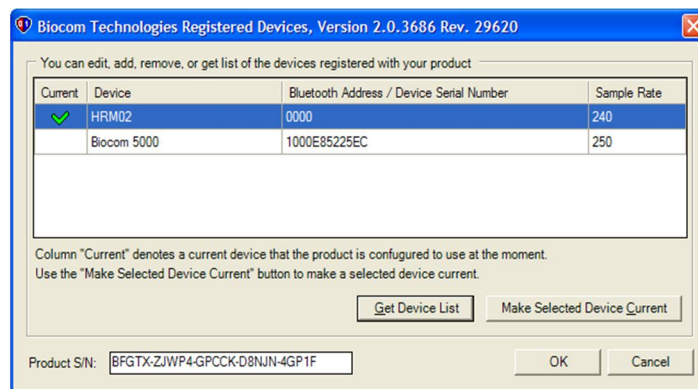 Biocom Technologies Registered Devices, Version 2.0.3686 Rev. 29620
You can edit, add, remove, or get list of the devices registered with your product
Current Device Bluetooth Address / Device Serial Number Sample Rate
HRM02 0000 240
Biocom 5000 1000E85225EC 250
Column "Current" denotes a current device that the product is confugured to use at the moment.
Use the "Make Selected Device Current" button to make a selected device current.
Get Device List Make Selected Device Current
Product S/N: BFGTX-ZJWP4-GPCCK-D8NJN-4GP1F OK Cancel